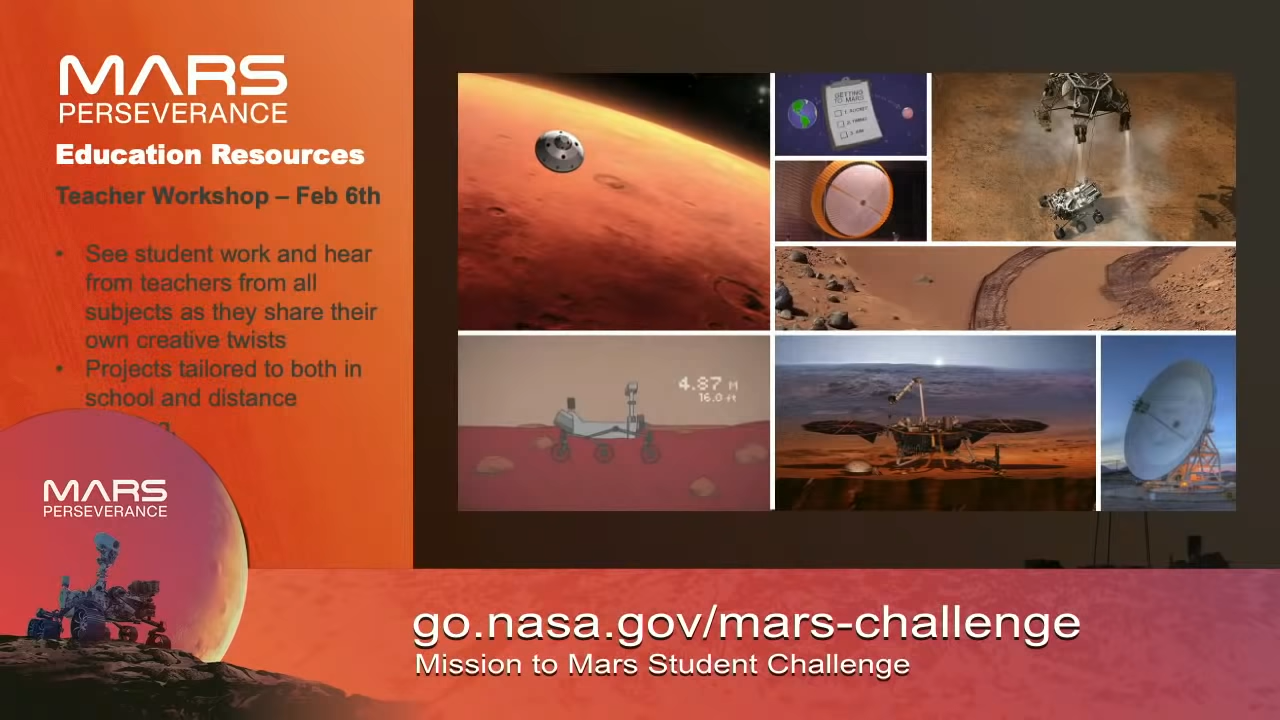 MARS
PERSEVERANCE
Education Resources
Teacher Workshop – Feb 6th
• See student work and hear
from teachers from all
subjects as they share their
own creative twists
• Projects tailored to both in
school and distance
MARS
PERSEVERANCE
GETTING
TO MARS
4.87 M
16.0 ft
go.nasa.gov/mars-challenge
Mission to Mars Student Challenge